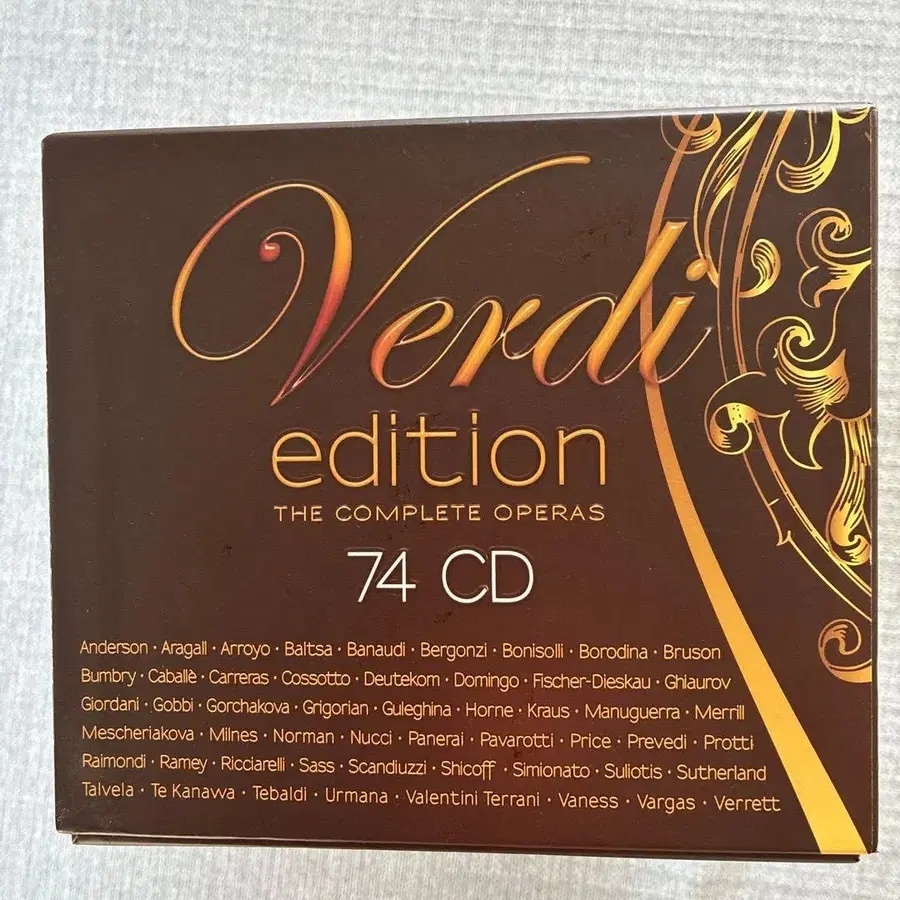 Verdi
edition
THE COMPLETE OPERAS
74 CD
Anderson · Aragall · Arroyo · Baltsa · Banaudi · Bergonzi · Bonisolli · Borodina · Bruson
Bumbry · Caballè · Carreras · Cossotto · Deutekom · Domingo · Fischer-Dieskau · Ghiaurov
Giordani · Gobbi · Gorchakova · Grigorian · Guleghina · Horne · Kraus · Manuguerra · Merrill
Mescheriakova · Milnes · Norman · Nucci · Panerai · Pavarotti · Price · Prevedi · Protti
Raimondi · Ramey · Ricciarelli · Sass · Scandiuzzi · Shicoff · Simionato · Suliotis · Sutherland
Talvela · Te Kanawa · Tebaldi · Urmana · Valentini Terrani · Vaness · Vargas · Verrett